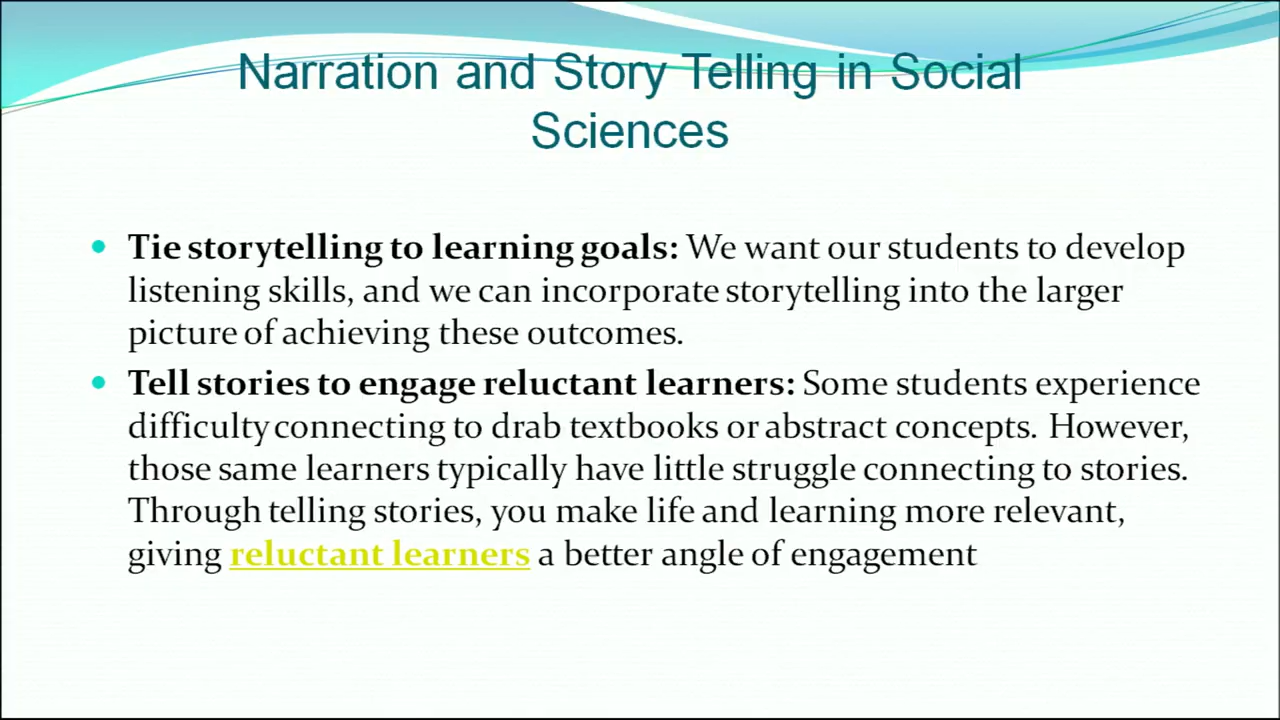 Narration and Story Telling in Social
Sciences
Tie storytelling to learning goals: We want our students to develop
listening skills, and we can incorporate storytelling into the larger
picture of achieving these outcomes.
Tell stories to engage reluctant learners: Some students experience
difficulty connecting to drab textbooks or abstract concepts. However,
those same learners typically have little struggle connecting to stories.
Through telling stories, you make life and learning more relevant,
giving reluctant learners a better angle of engagement